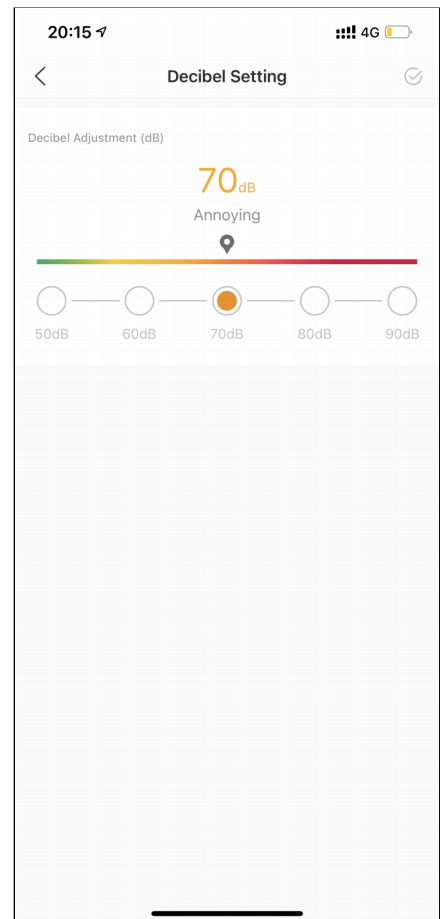 20:15 4G
Decibel Setting
Decibel Adjustment (dB)
70dB
Annoying
50dB 60dB 70dB 80dB 90dB